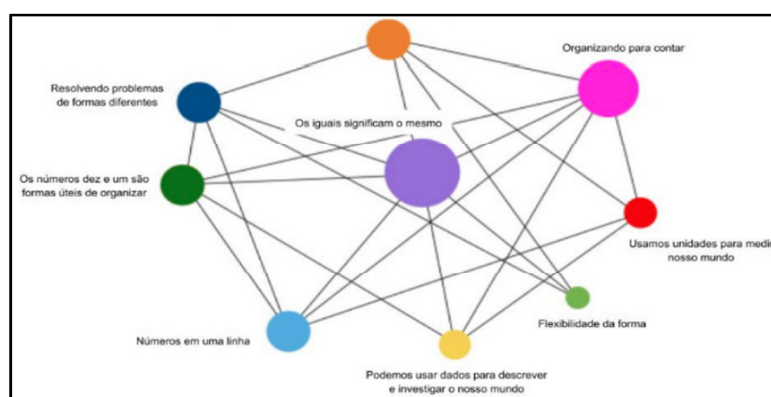 Organizando para contar
Resolvendo problemas
de formas diferentes
Os iguais significam o mesmo
Os números dez e um são
formas úteis de organizar
Usamos unidades para medir
nosso mundo
Flexibilidade da forma
Números em uma linha
Podemos usar dados para descrever
e investigar o nosso mundo